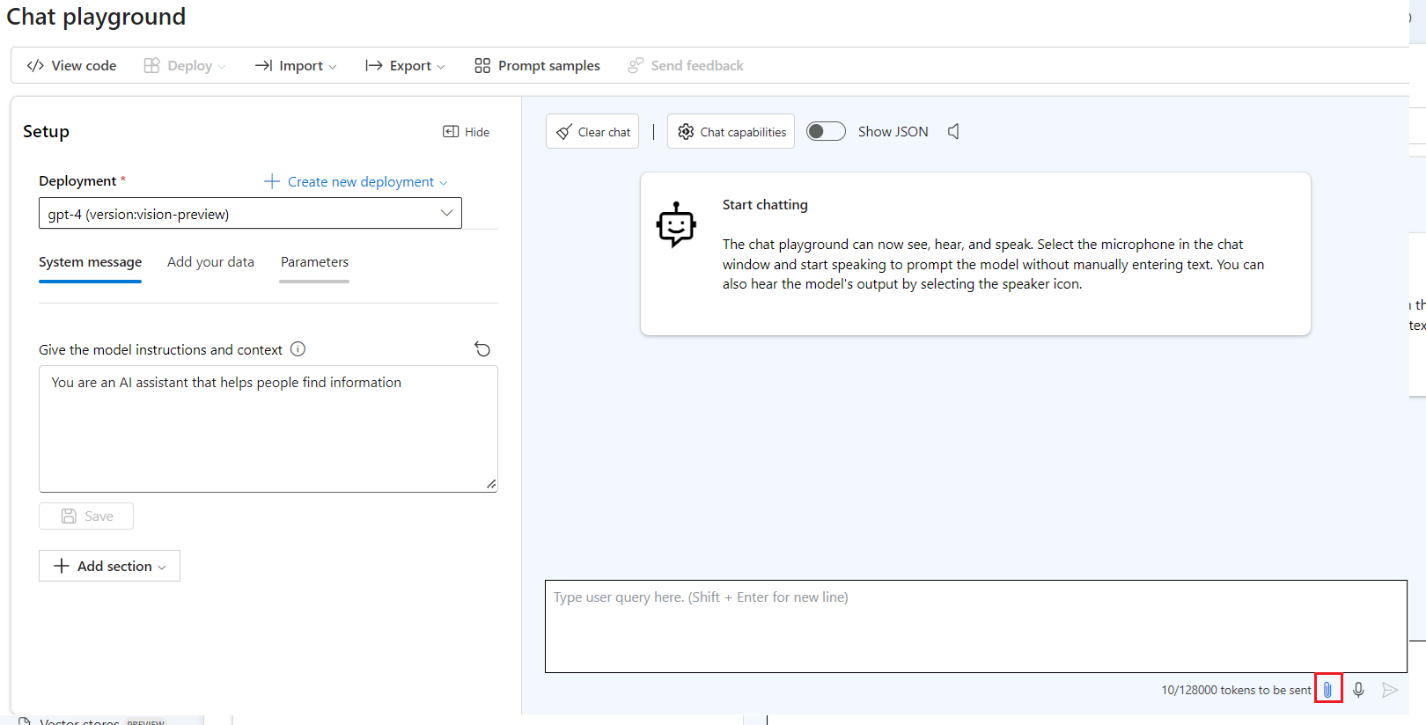 Chat playground
View code
Deploy
Import
Export
Prompt samples
Send feedback
Setup
Hide
Deployment *
Create new deployment
gpt-4 (version:vision-preview)
System message
Add your data
Parameters
Give the model instructions and context
You are an AI assistant that helps people find information
Save
Add section
Clear chat
Chat capabilities
Show JSON
Start chatting
The chat playground can now see, hear, and speak. Select the microphone in the chat
window and start speaking to prompt the model without manually entering text. You can
also hear the model's output by selecting the speaker icon.
Type user query here. (Shift + Enter for new line)
10/128000 tokens to be sent
Vector stores PREVIEW